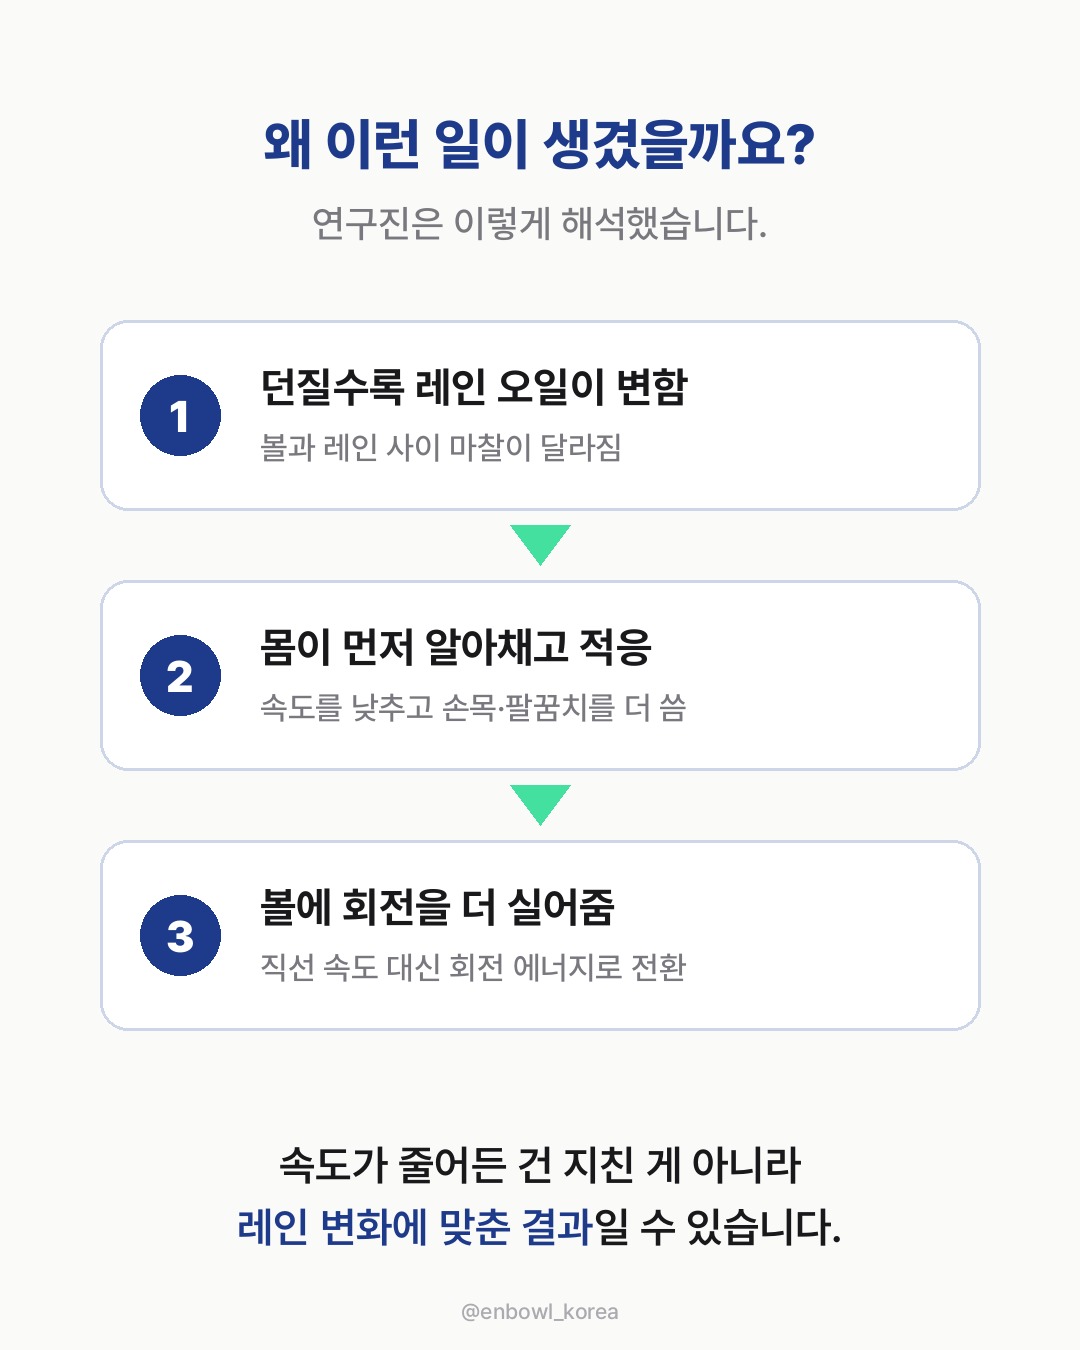 왜 이런 일이 생겼을까요?
연구진은 이렇게 해석했습니다.
1
던질수록 레인 오일이 변함
볼과 레인 사이 마찰이 달라짐
2
몸이 먼저 알아채고 적응
속도를 낮추고 손목·팔꿈치를 더 씀
3
볼에 회전을 더 실어줌
직선 속도 대신 회전 에너지로 전환
속도가 줄어든 건 지친 게 아니라
레인 변화에 맞춘 결과일 수 있습니다.
@enbowl_korea